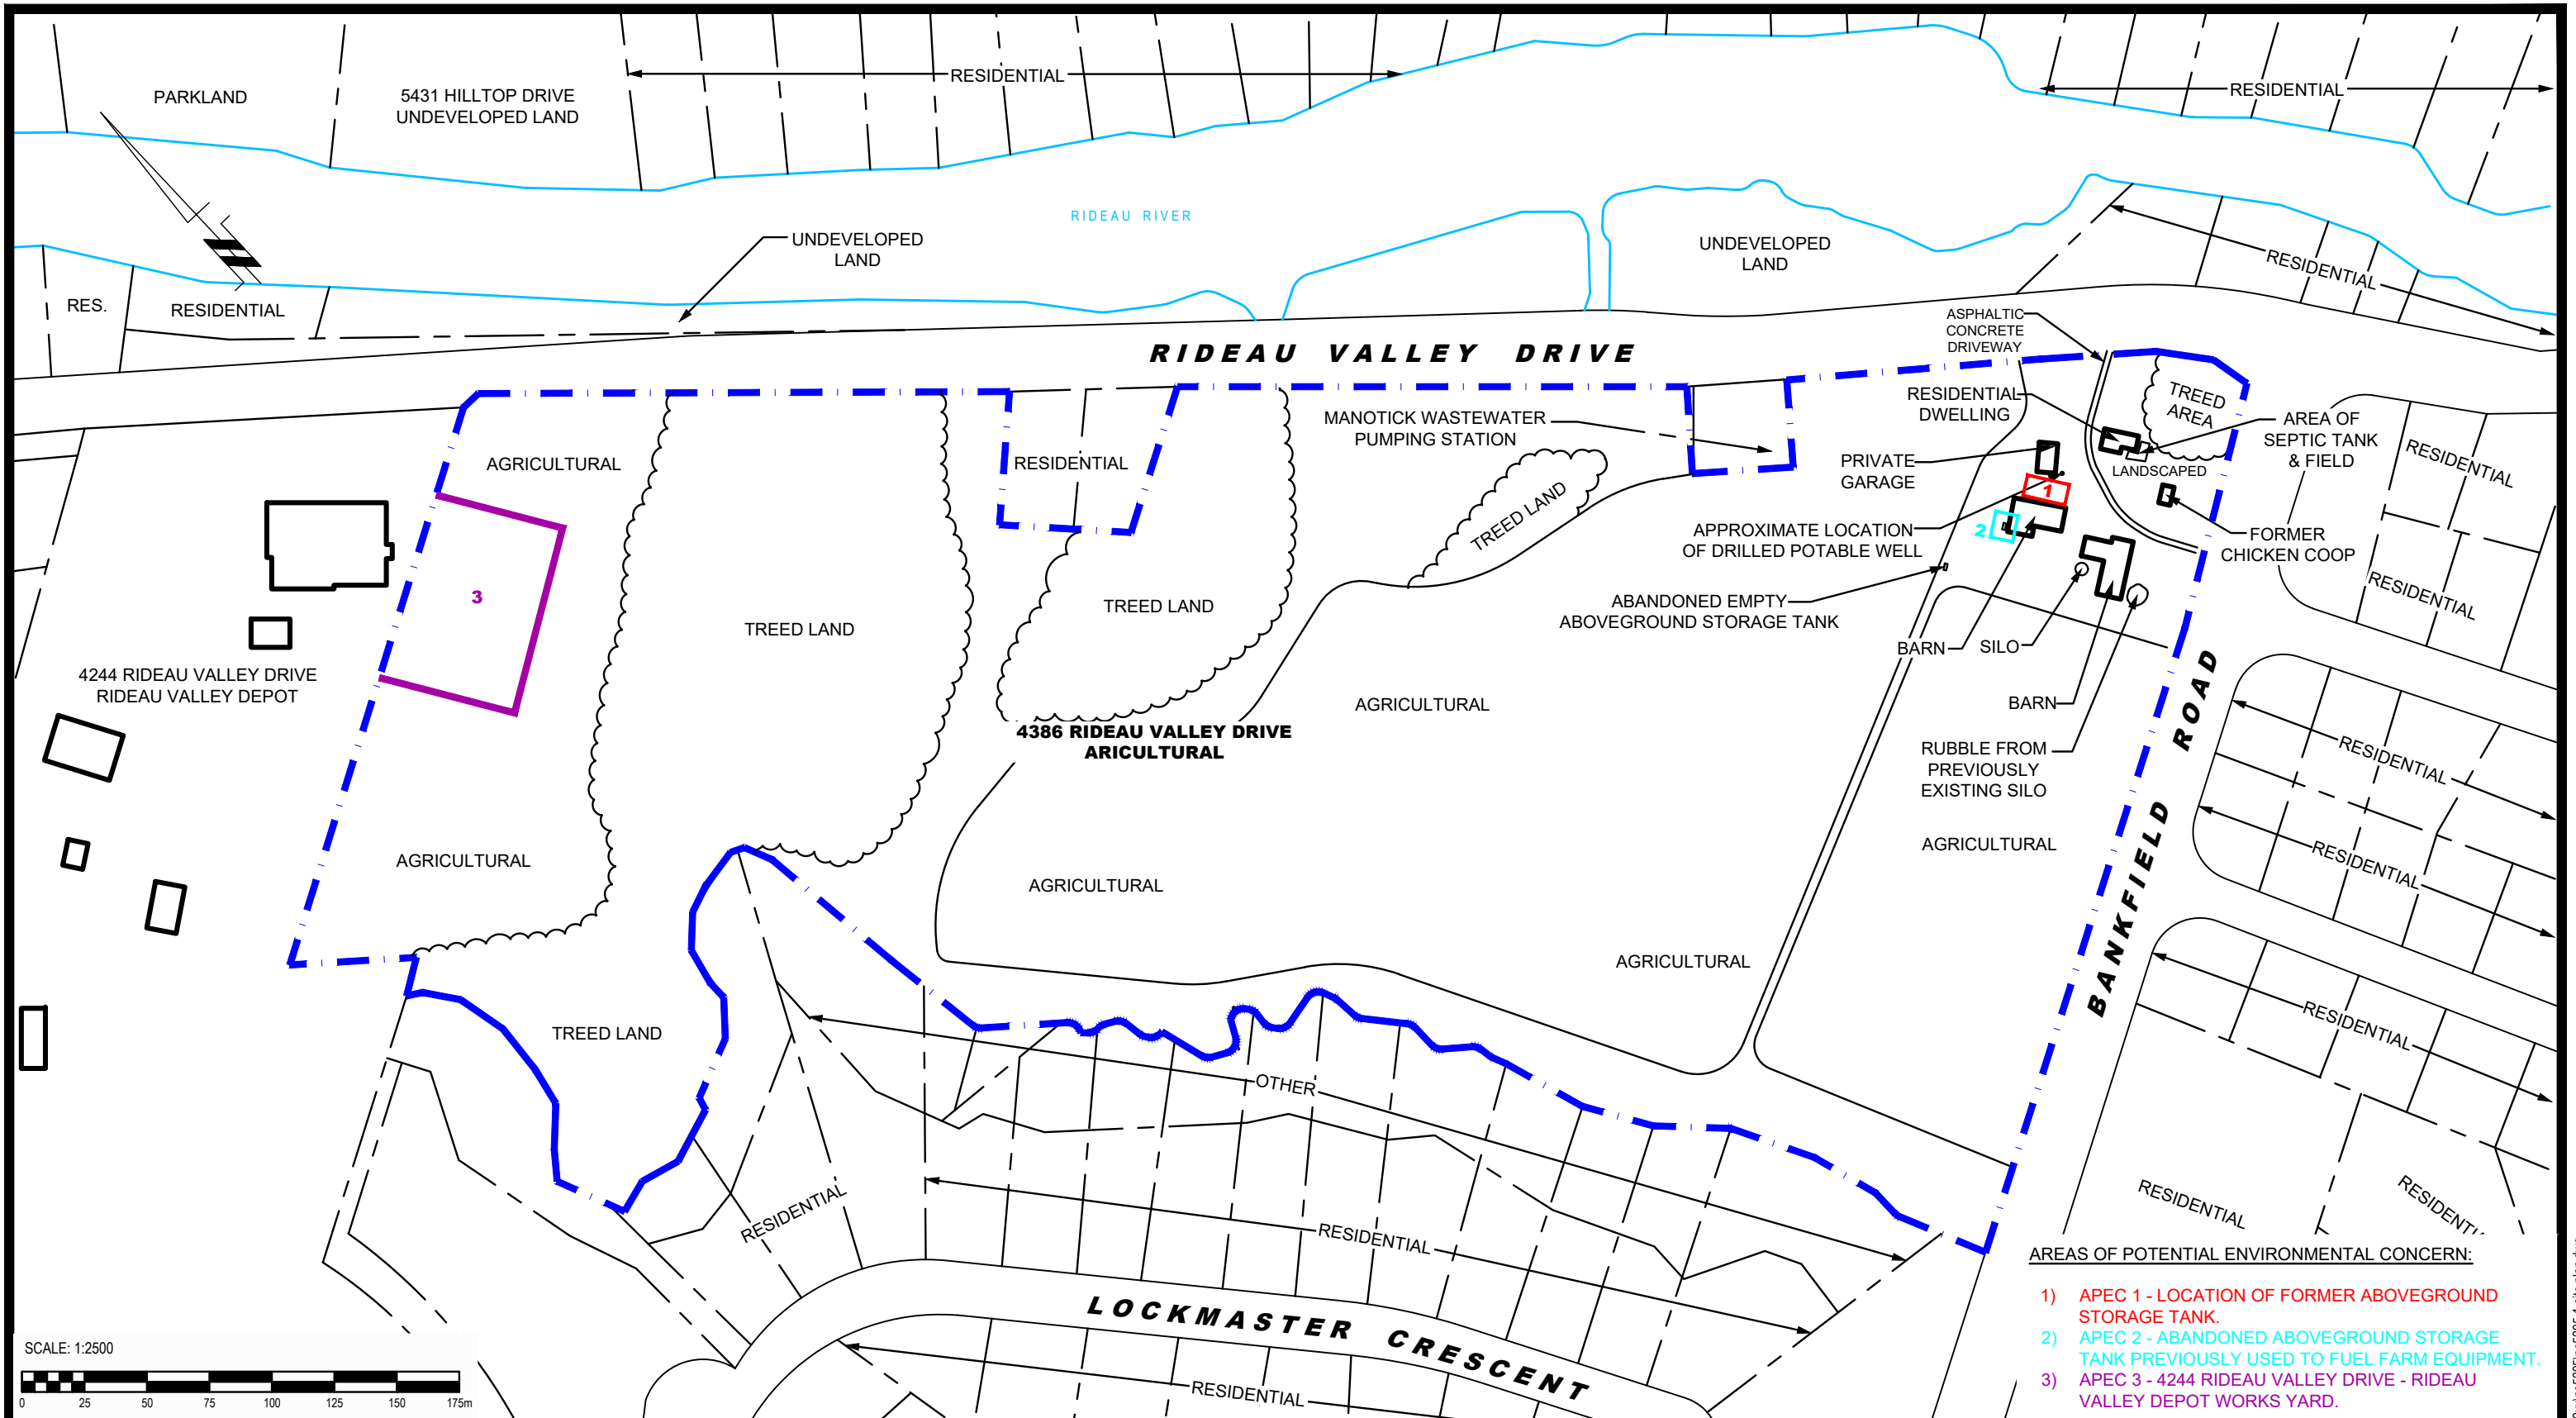 PARKLAND
5431 HILLTOP DRIVE
UNDEVELOPED LAND
RESIDENTIAL
RESIDENTIAL
RIDEAU RIVER
UNDEVELOPED
LAND
UNDEVELOPED
LAND
RESIDENTIAL
RES.
RESIDENTIAL
RIDEAU VALLEY DRIVE
ASPHALTIC
CONCRETE
DRIVEWAY
RESIDENTIAL
DWELLING
TREED
AREA
AREA OF
SEPTIC TANK
& FIELD
RESIDENTIAL
MANOTICK WASTEWATER
PUMPING STATION
AGRICULTURAL
RESIDENTIAL
PRIVATE
GARAGE
LANDSCAPED
1
2
TREED LAND
APPROXIMATE LOCATION
OF DRILLED POTABLE WELL
FORMER
CHICKEN COOP
RESIDENTIAL
3
TREED LAND
TREED LAND
ABANDONED EMPTY
ABOVEGROUND STORAGE TANK
BARN
SILO
4244 RIDEAU VALLEY DRIVE
RIDEAU VALLEY DEPOT
AGRICULTURAL
BARN
4386 RIDEAU VALLEY DRIVE
ARICULTURAL
RUBBLE FROM
PREVIOUSLY
EXISTING SILO
BANKFIELD ROAD
RESIDENTIAL
AGRICULTURAL
AGRICULTURAL
RESIDENTIAL
AGRICULTURAL
AGRICULTURAL
TREED LAND
RESIDENTIAL
OTHER
RESIDENTIAL
RESIDENTIAL
RESIDENTIAL
RESIDENTIAL
LOCKMASTER CRESCENT
RESIDENTIAL
AREAS OF POTENTIAL ENVIRONMENTAL CONCERN:
1) APEC 1 - LOCATION OF FORMER ABOVEGROUND
STORAGE TANK.
2) APEC 2 - ABANDONED ABOVEGROUND STORAGE
TANK PREVIOUSLY USED TO FUEL FARM EQUIPMENT.
3) APEC 3 - 4244 RIDEAU VALLEY DRIVE - RIDEAU
VALLEY DEPOT WORKS YARD.
SCALE: 1:2500
0 25 50 75 100 125 150 175m